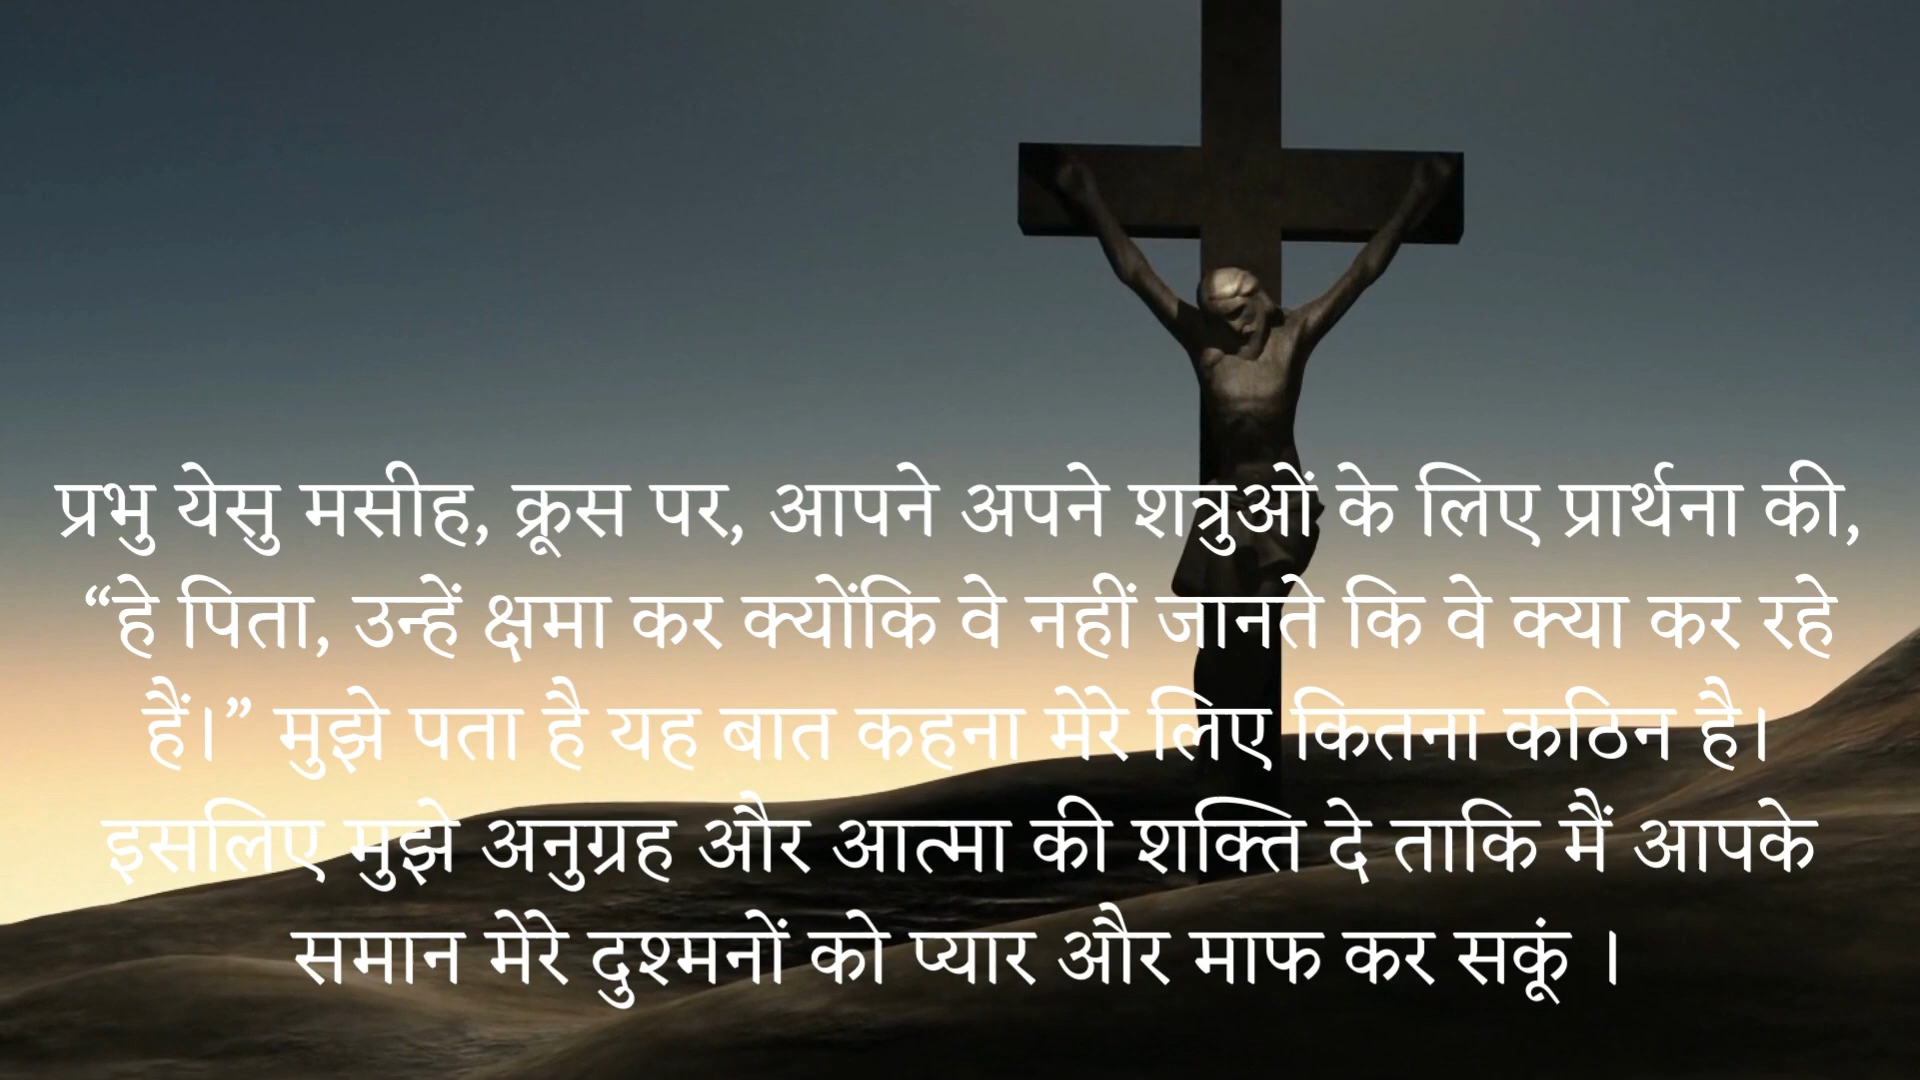 प्रभु येसु मसीह, क्रूस पर, आपने अपने शत्रुओं के लिए प्रार्थना की,
“हे पिता, उन्हें क्षमा कर क्योंकि वे नहीं जानते कि वे क्या कर रहे
हैं।” मुझे पता है यह बात कहना मेरे लिए कितना कठिन है।
इसलिए मुझे अनुग्रह और आत्मा की शक्ति दे ताकि मैं आपके
समान मेरे दुश्मनों को प्यार और माफ कर सकूं ।